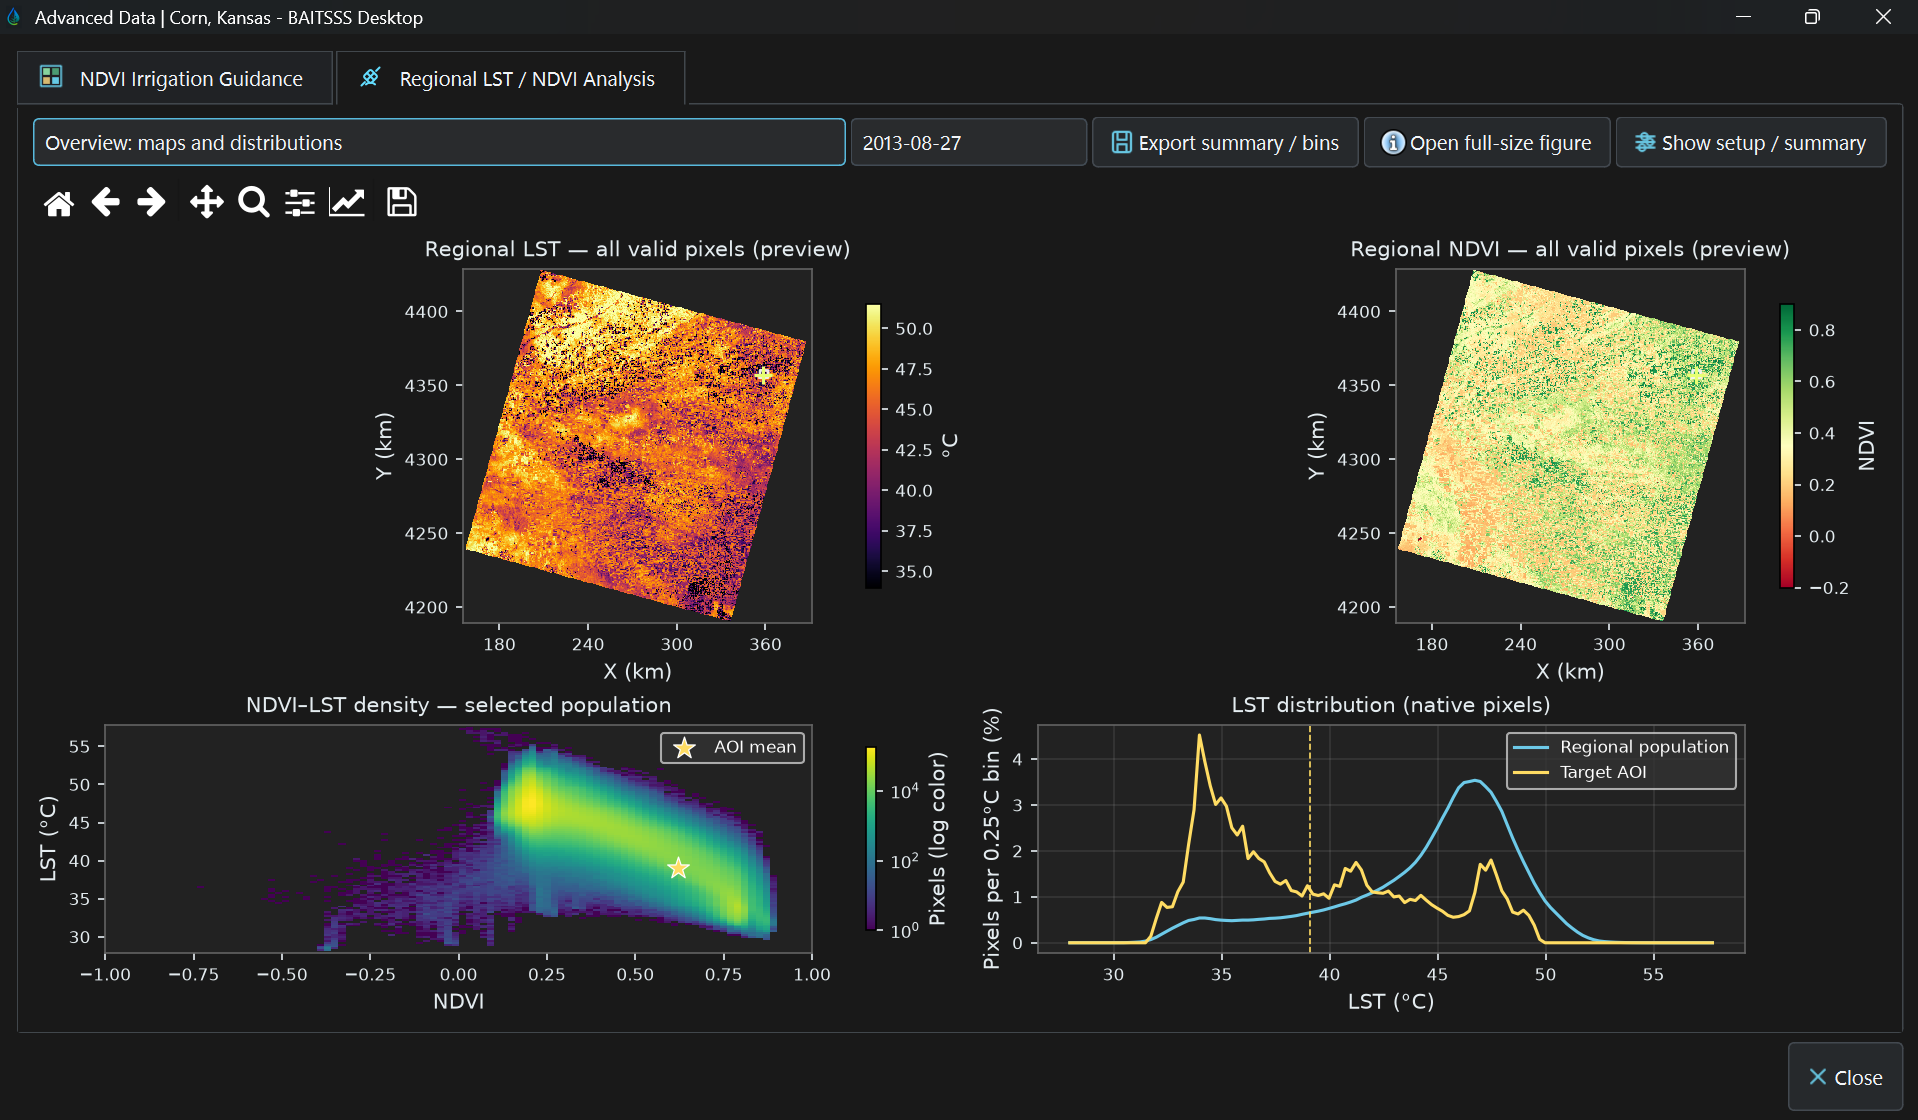 Advanced Data | Corn, Kansas - BAITSSS Desktop
NDVI Irrigation Guidance
Regional LST / NDVI Analysis
Overview: maps and distributions
2013-08-27
Export summary / bins
Open full-size figure
Show setup / summary
Regional LST — all valid pixels (preview)
4400
4350
4300
4250
4200
Y (km)
180 240 300 360
X (km)
50.0
47.5
45.0
42.5
40.0
37.5
35.0
°C
Regional NDVI — all valid pixels (preview)
4400
4350
4300
4250
4200
Y (km)
180 240 300 360
X (km)
0.8
0.6
0.4
0.2
0.0
−0.2
NDVI
NDVI–LST density — selected population
AOI mean
55
50
45
40
35
30
LST (°C)
−1.00 −0.75 −0.50 −0.25 0.00 0.25 0.50 0.75 1.00
NDVI
10⁴
10²
10⁰
Pixels (log color)
LST distribution (native pixels)
Regional population
Target AOI
4
3
2
1
0
Pixels per 0.25°C bin (%)
30 35 40 45 50 55
LST (°C)
Close